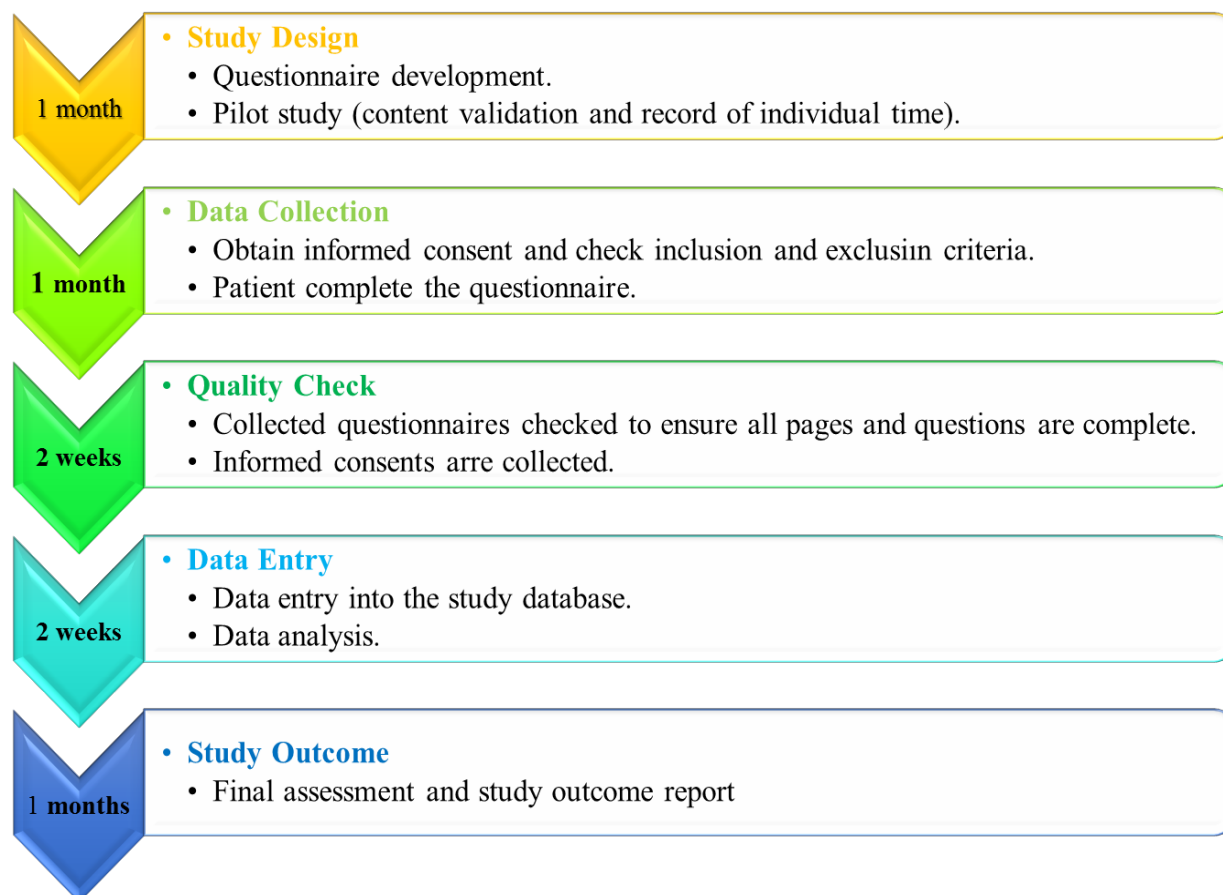 • Study Design
• Questionnaire development.
1 month
• Pilot study (content validation and record of individual time).
• Data Collection
• Obtain informed consent and check inclusion and exclusiin criteria.
1 month
• Patient complete the questionnaire.
• Quality Check
• Collected questionnaires checked to ensure all pages and questions are complete.
2 weeks
• Informed consents arre collected.
• Data Entry
• Data entry into the study database.
2 weeks
• Data analysis.
• Study Outcome
1 months
• Final assessment and study outcome report